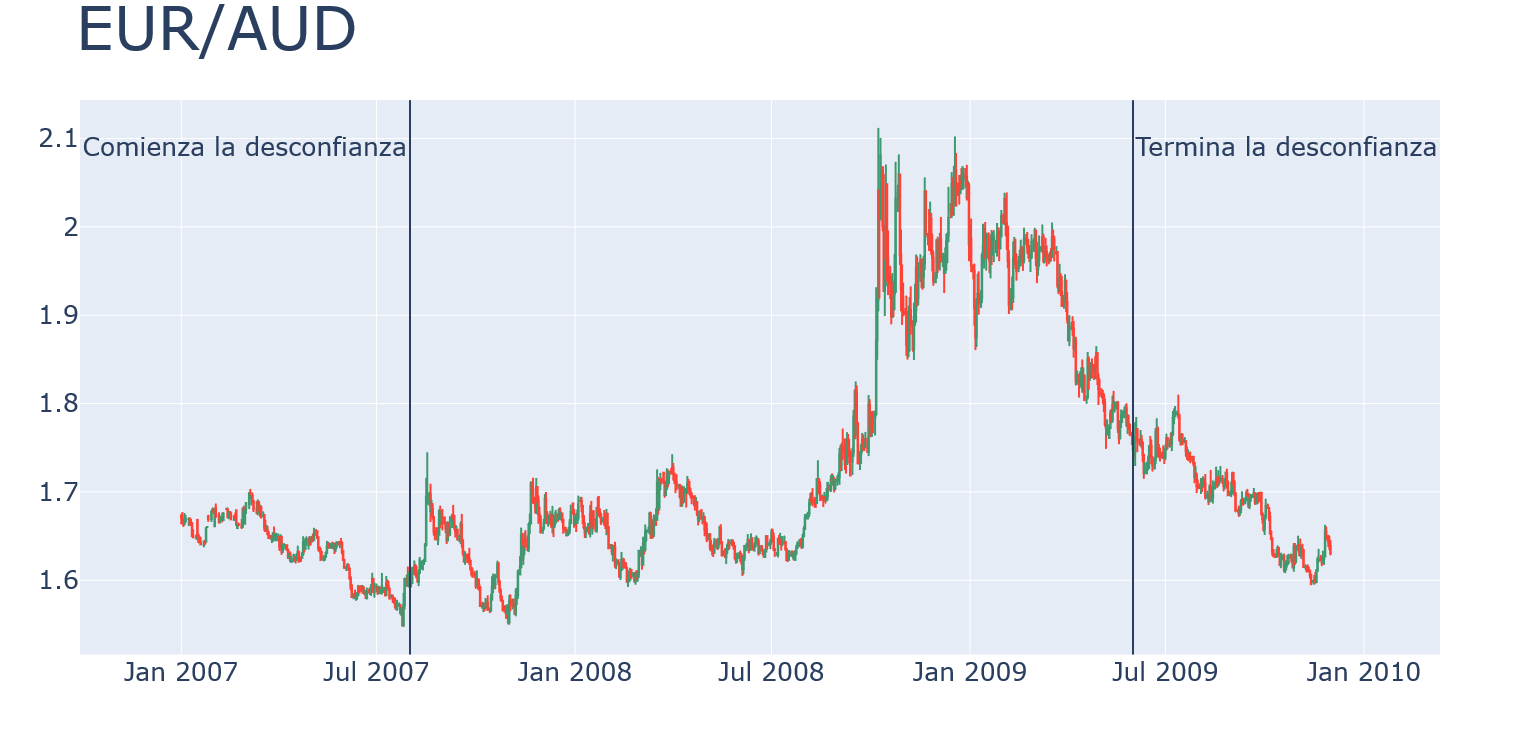 EUR/AUD
2.1
Comienza la desconfianza
Termina la desconfianza
2
1.9
1.8
1.7
1.6
Jan 2007
Jul 2007
Jan 2008
Jul 2008
Jan 2009
Jul 2009
Jan 2010